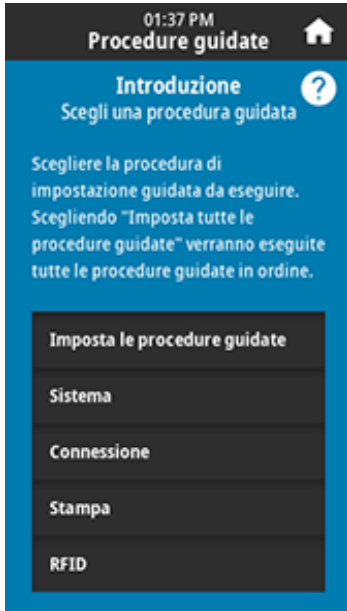 01:37 PM
Procedure guidate
Introduzione
Scegli una procedura guidata
?
Scegliere la procedura di
impostazione guidata da eseguire.
Scegliendo "Imposta tutte le
procedure guidate" verranno eseguite
tutte le procedure guidate in ordine.
Imposta le procedure guidate
Sistema
Connessione
Stampa
RFID